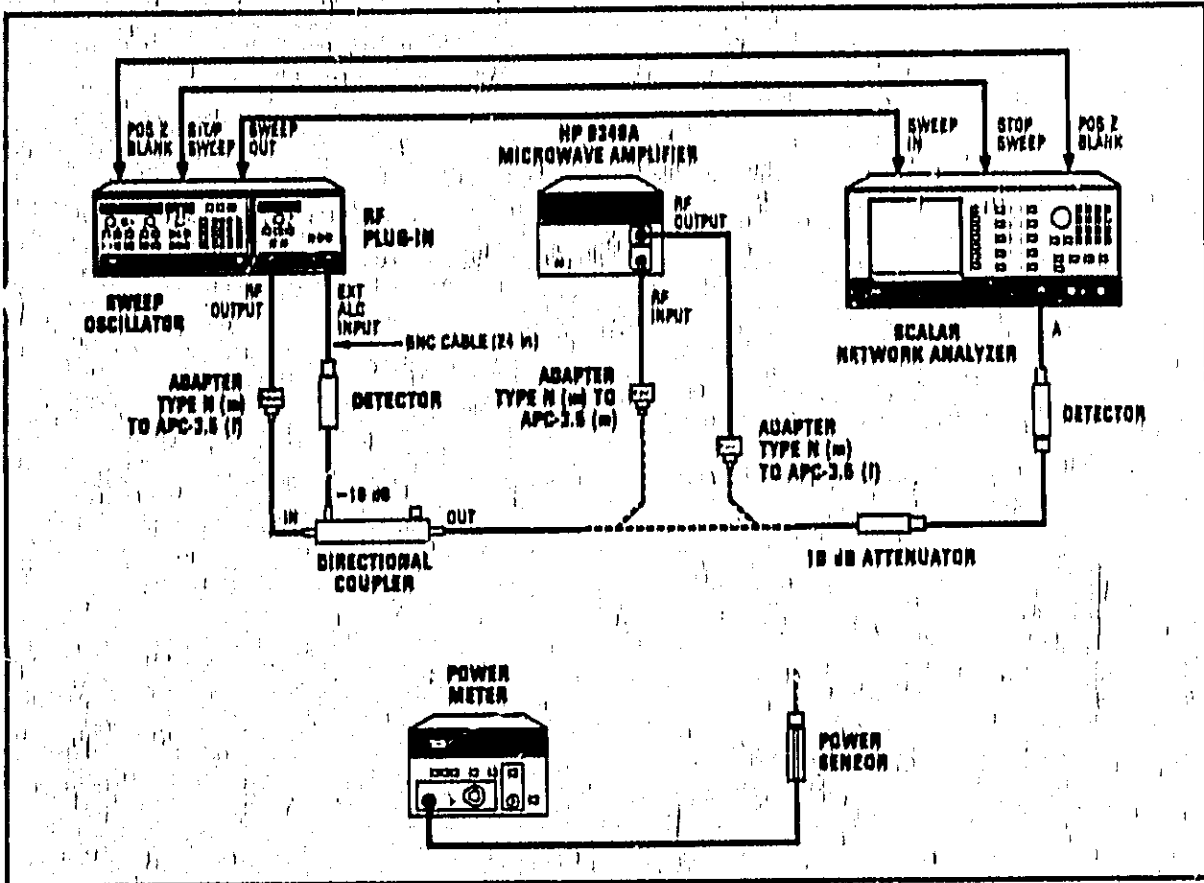 POS Z
BLANK
STOP
SWEEP
SWEEP
OUT
MICROWAVE AMPLIFIER
SWEEP
IN
STOP
SWEEP
POS Z
BLANK
RF
PLUG-IN
RF
OUTPUT
SWEEP
OSCILLATOR
RF
OUTPUT
EXT
ALC
INPUT
RF
INPUT
SCALAR
NETWORK ANALYZER
A
BNC CABLE (24 in)
ADAPTER
TYPE N (m)
TO APC-3.5 (f)
DETECTOR
ADAPTER
TYPE N (m) TO
APC-3.5 (m)
ADAPTER
TYPE N (m)
TO APC-3.5 (f)
DETECTOR
IN
OUT
DIRECTIONAL
COUPLER
10 dB ATTENUATOR
POWER
METER
POWER
SENSOR